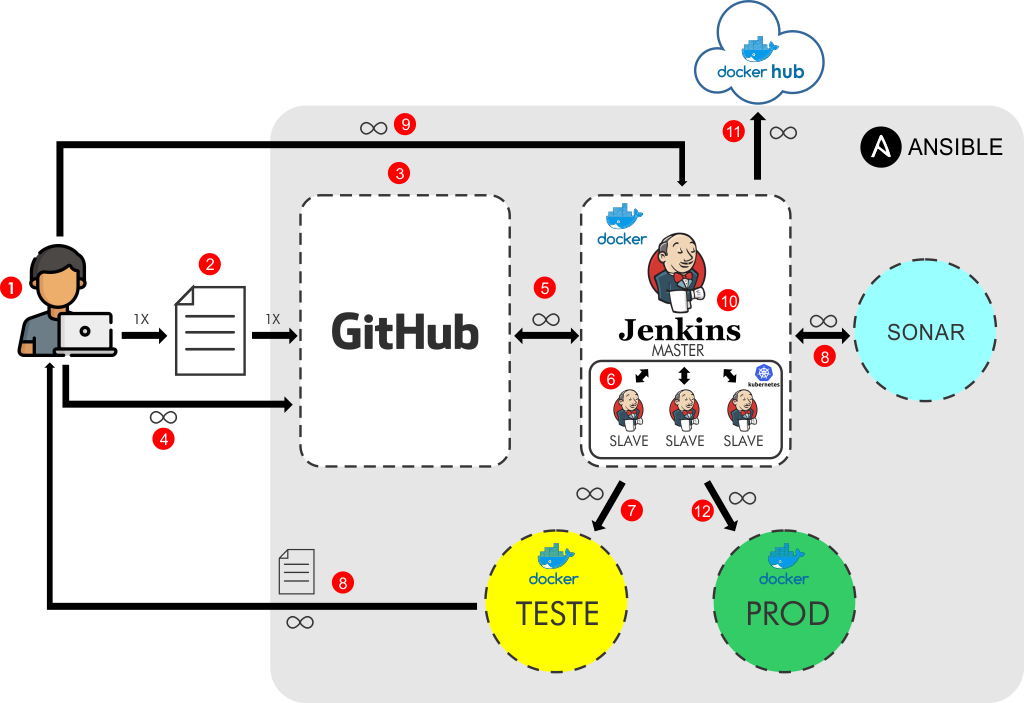 docker hub
∞ 9
11 ∞
ANSIBLE
3
docker
1
2
1X
1X
GitHub
5
∞
10
Jenkins
MASTER
∞
8
SONAR
6
kubernetes
SLAVE SLAVE SLAVE
∞
4
∞ 7
12 ∞
8
∞
docker
TESTE
docker
PROD